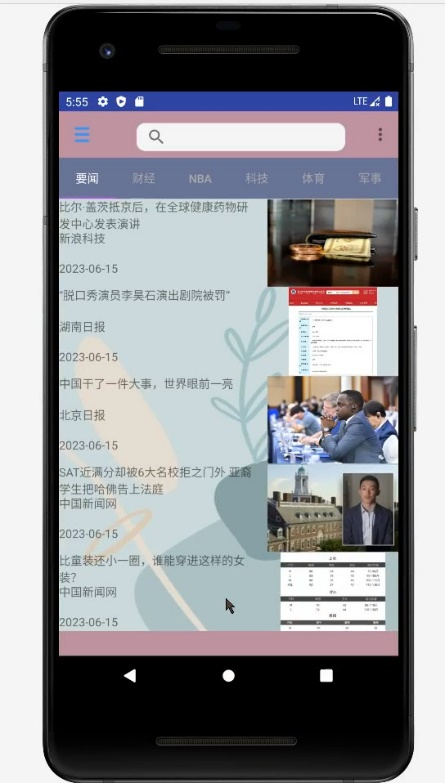 5:55
LTE
要闻
财经
NBA
科技
体育
军事
比尔·盖茨抵京后，在全球健康药物研
发中心发表演讲
新浪科技
2023-06-15
“脱口秀演员李昊石演出剧院被罚”
湖南日报
2023-06-15
中国干了一件大事，世界眼前一亮
北京日报
2023-06-15
SAT近满分却被6大名校拒之门外 亚裔
学生把哈佛告上法庭
中国新闻网
2023-06-15
比童装还小一圈，谁能穿进这样的女
装？
中国新闻网
2023-06-15